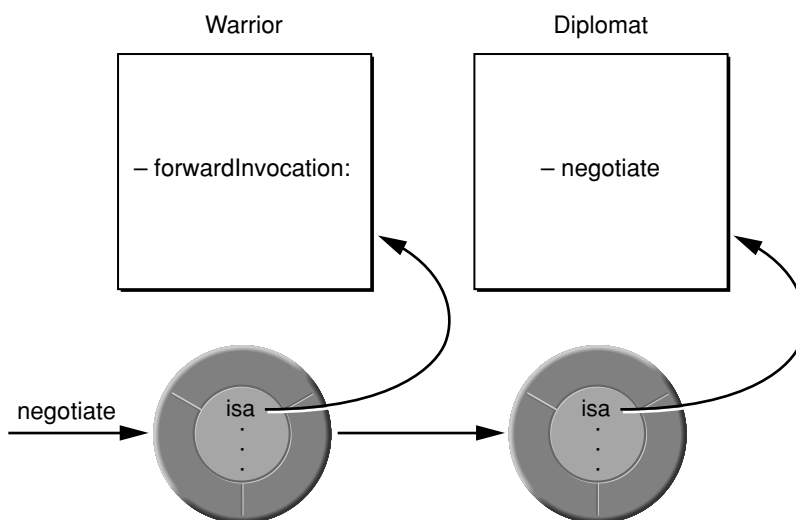 Warrior
Diplomat
– forwardInvocation:
– negotiate
negotiate
isa
.
.
.
isa
.
.
.